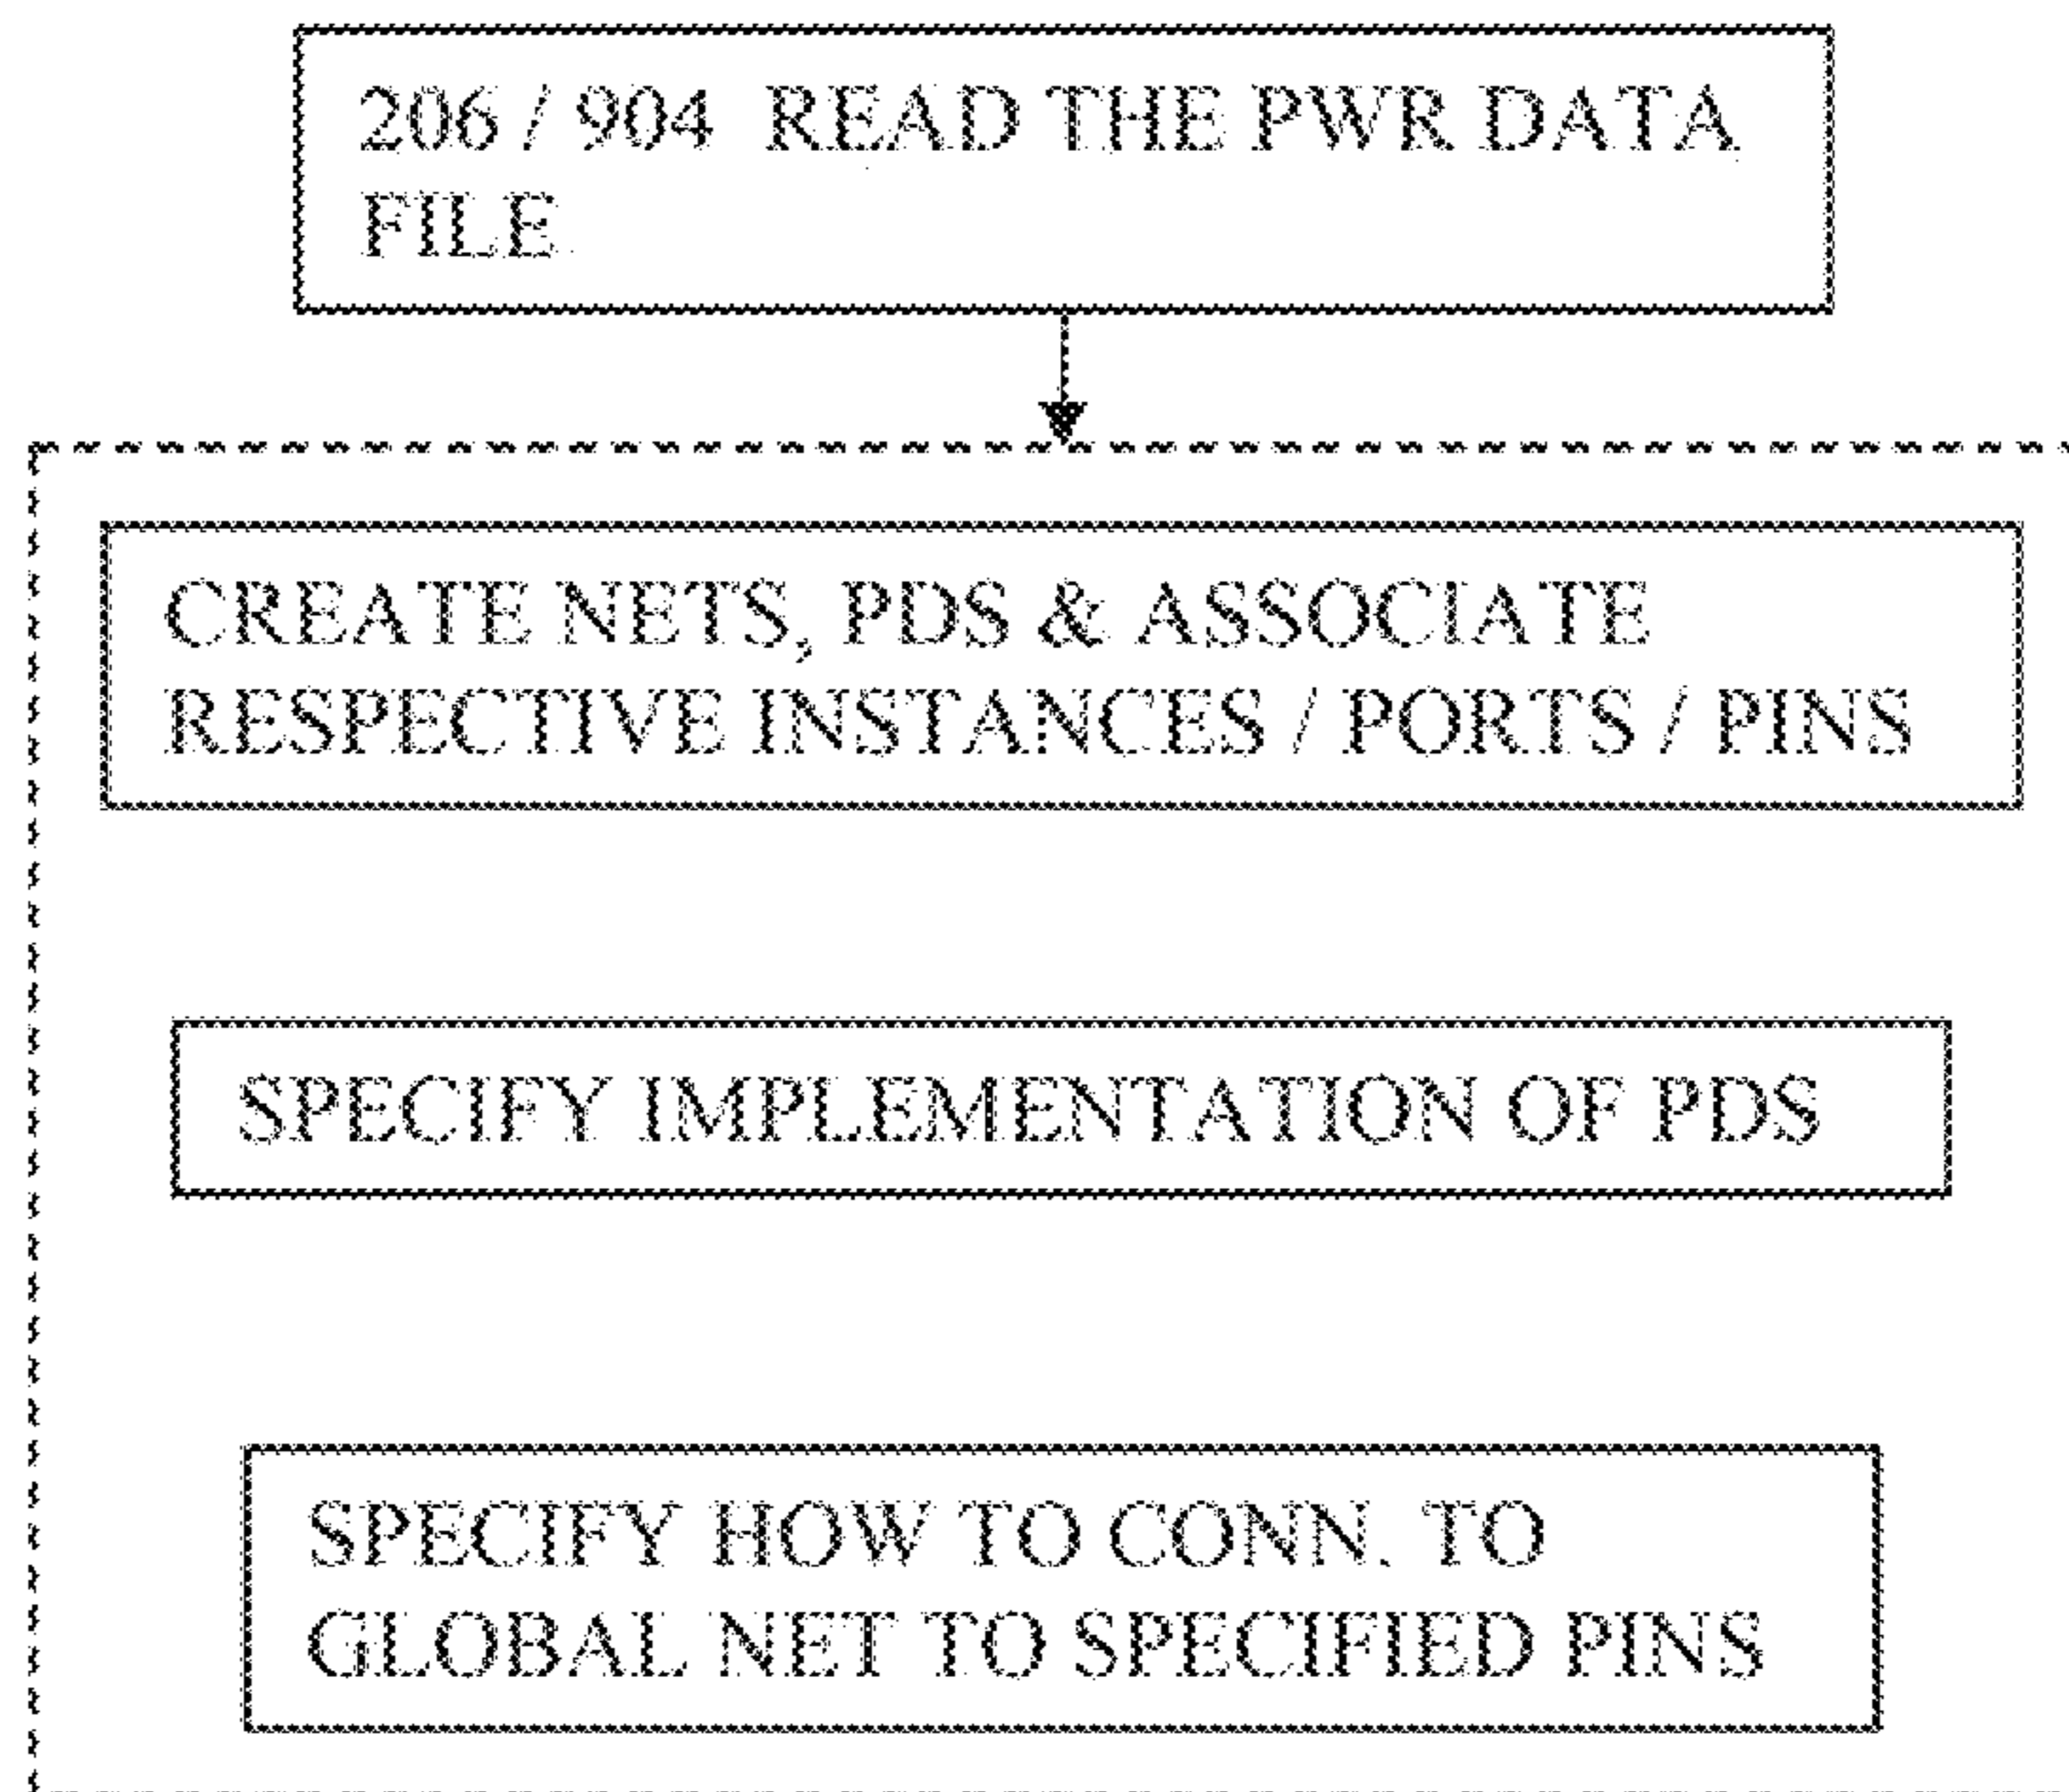 206 / 904 READ THE PWR DATA
FILE
CREATE NETS, PDS & ASSOCIATE
RESPECTIVE INSTANCES / PORTS / PINS
SPECIFY IMPLEMENTATION OF PDS
SPECIFY HOW TO CONN. TO
GLOBAL NET TO SPECIFIED PINS